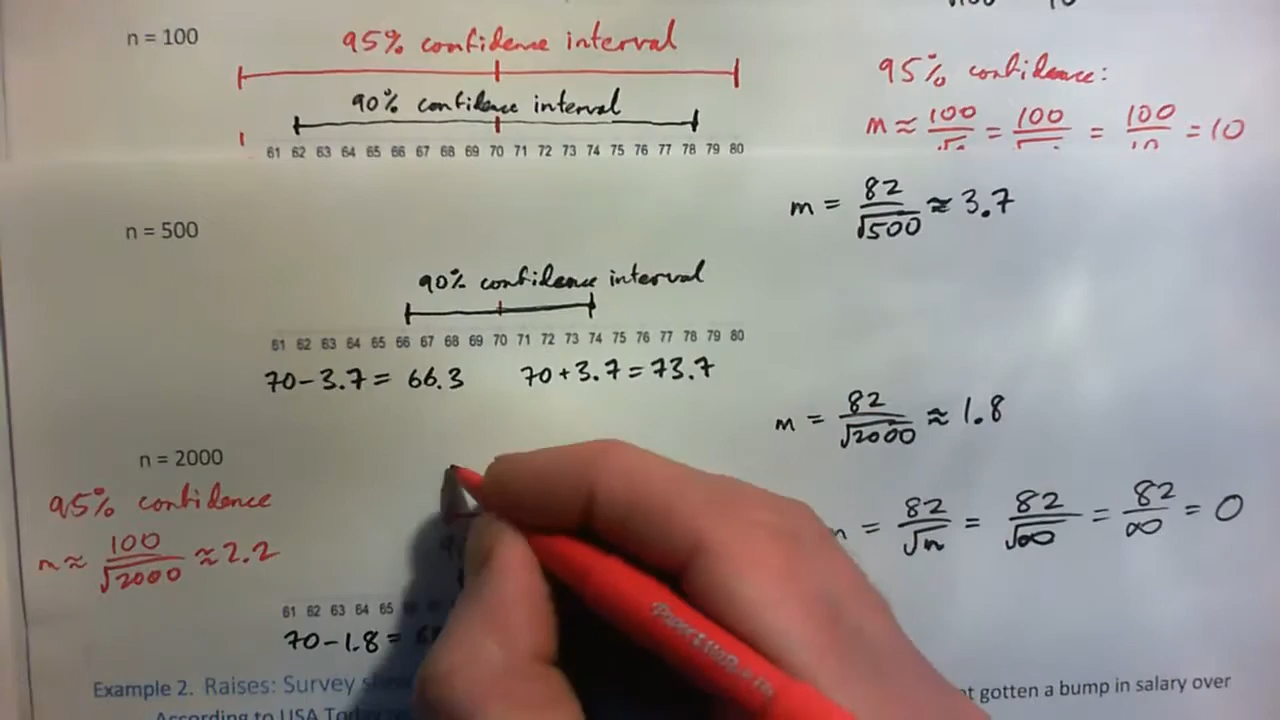 n = 100
95% confidence interval
90% confidence interval
61 62 63 64 65 66 67 68 69 70 71 72 73 74 75 76 77 78 79 80
95% confidence:
m ≈ 100/√ = 100/√ = 100/10 = 10
n = 500
m = 82/√500 ≈ 3.7
90% confidence interval
61 62 63 64 65 66 67 68 69 70 71 72 73 74 75 76 77 78 79 80
70 - 3.7 = 66.3 70 + 3.7 = 73.7
m = 82/√2000 ≈ 1.8
n = 2000
95% confidence
m ≈ 100/√2000 ≈ 2.2
= 82/√n = 82/√∞ = 82/∞ = 0
61 62 63 64 65
70 - 1.8 =
Example 2. Raises: Survey
gotten a bump in salary over
According to USA Today